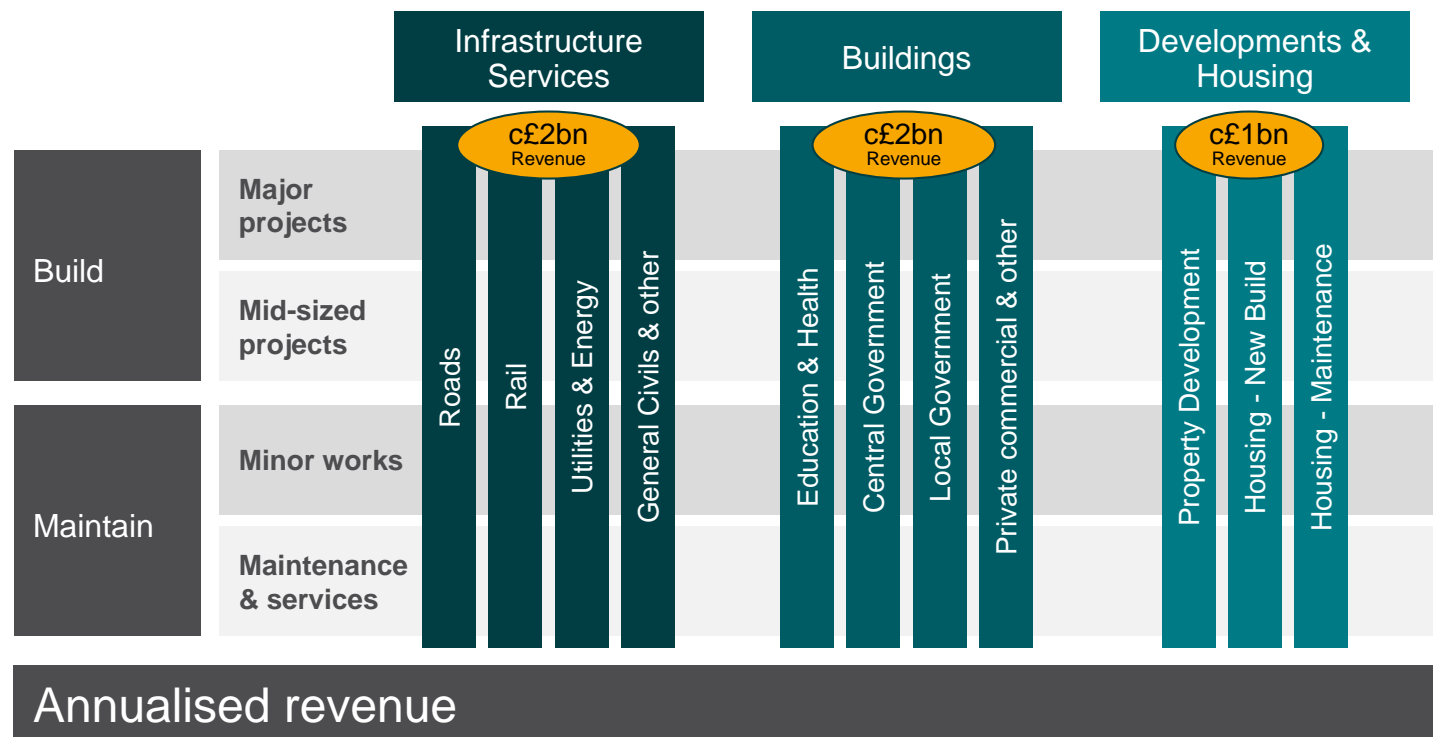 Infrastructure
Services
Buildings
Developments &
Housing
c£2bn
Revenue
c£2bn
Revenue
c£1bn
Revenue
Build
Major
projects
Mid-sized
projects
Maintain
Minor works
Maintenance
& services
Roads
Rail
Utilities & Energy
General Civils & other
Education & Health
Central Government
Local Government
Private commercial & other
Property Development
Housing - New Build
Housing - Maintenance
Annualised revenue